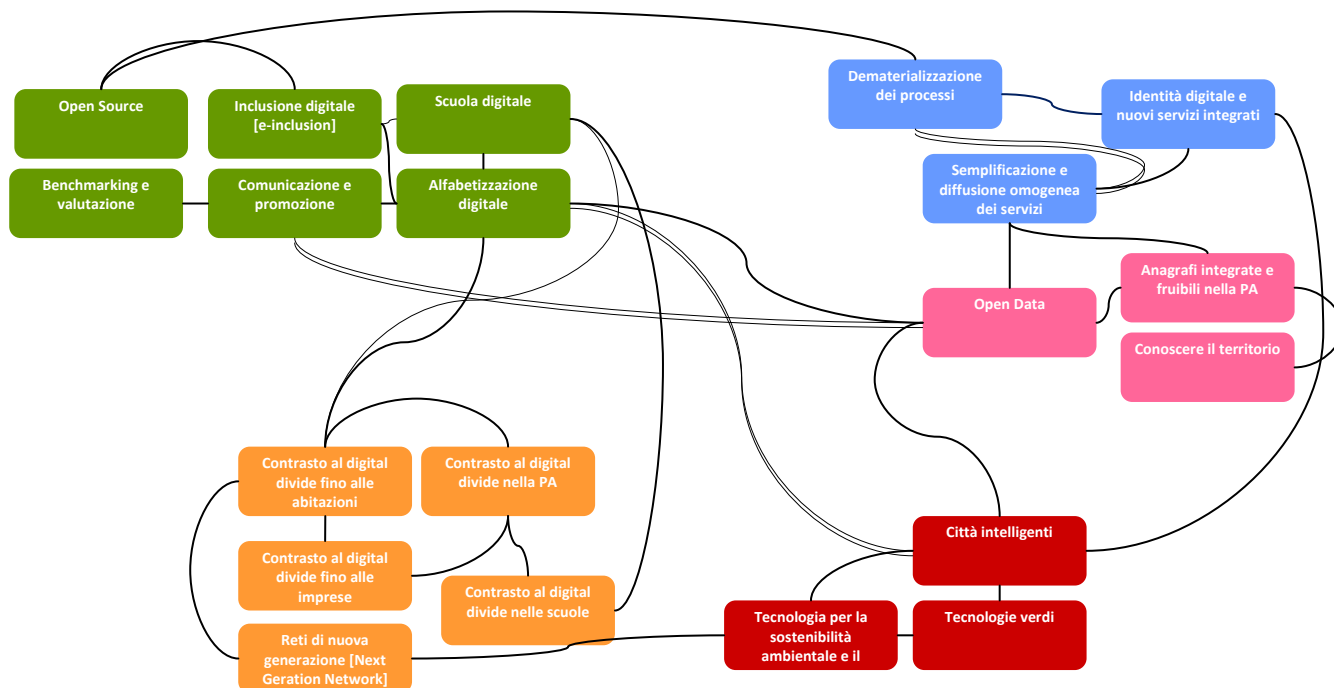 Open Source
Inclusione digitale
[e-inclusion]
Scuola digitale
Benchmarking e
valutazione
Comunicazione e
promozione
Alfabetizzazione
digitale
Dematerializzazione
dei processi
Identità digitale e
nuovi servizi integrati
Semplificazione e
diffusione omogenea
dei servizi
Open Data
Anagrafi integrate e
fruibili nella PA
Conoscere il territorio
Contrasto al digital
divide fino alle
abitazioni
Contrasto al digital
divide nella PA
Contrasto al digital
divide fino alle
imprese
Contrasto al digital
divide nelle scuole
Reti di nuova
generazione [Next
Geration Network]
Città intelligenti
Tecnologia per la
sostenibilità
ambientale e il
Tecnologie verdi